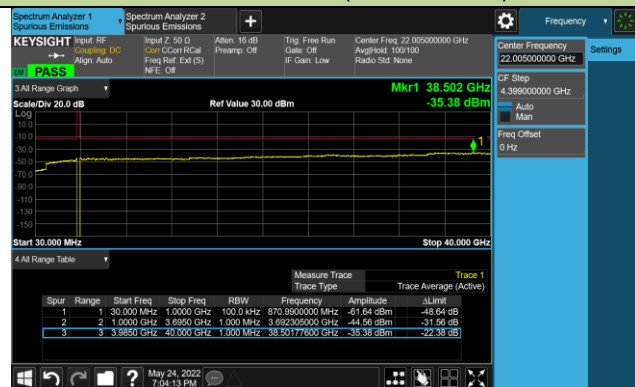 Spectrum Analyzer 1
Spurious Emissions
Spectrum Analyzer 2
Spurious Emissions
Frequency
KEYSIGHT
Input: RF
Coupling: DC
Align: Auto
Input Z: 50 Ω
Corr CCorr RCal
Freq Ref: Ext (S)
NFE: Off
Atten: 16 dB
Preamp: Off
Trig: Free Run
Gate: Off
IF Gain: Low
Center Freq: 22.005000000 GHz
Avg|Hold: 100/100
Radio Std: None
PASS
Center Frequency
22.005000000 GHz
Settings
CF Step
4.399000000 GHz
Auto
Man
Freq Offset
0 Hz
3 All Range Graph
Mkr1 38.502 GHz
Scale/Div 20.0 dB
Ref Value 30.00 dBm
-35.38 dBm
Log
10.0
-10.0
-30.0
-50.0
-70.0
-90.0
-110
-130
-150
1
Start 30.000 MHz
Stop 40.000 GHz
4 All Range Table
Measure Trace Trace 1
Trace Type Trace Average (Active)
Spur Range Start Freq Stop Freq RBW Frequency Amplitude ΔLimit
1 1 30.000 MHz 1.0000 GHz 100.0 kHz 870.9900000 MHz -61.64 dBm -48.64 dB
2 2 1.0000 GHz 3.6950 GHz 1.000 MHz 3.692305000 GHz -44.56 dBm -31.56 dB
3 3 3.9850 GHz 40.000 GHz 1.000 MHz 38.50177600 GHz -35.38 dBm -22.38 dB
May 24, 2022
7:04:13 PM